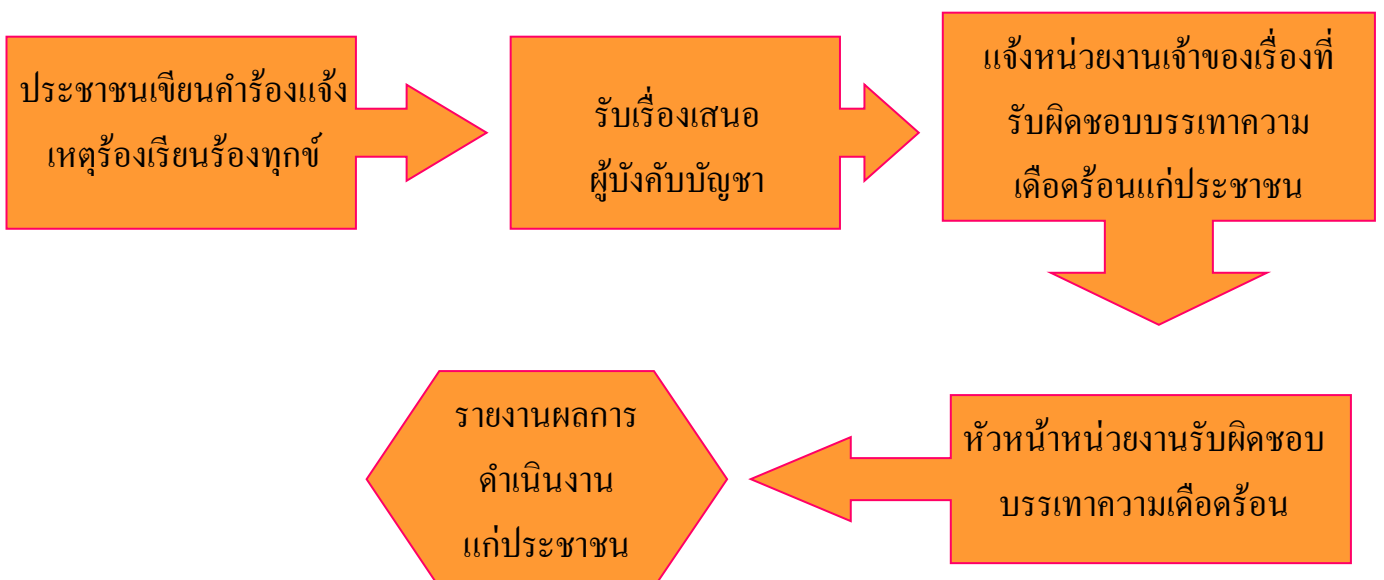 ประชาชนเขียนคำร้องแจ้ง
เหตุร้องเรียนร้องทุกข์
รับเรื่องเสนอ
ผู้บังคับบัญชา
แจ้งหน่วยงานเจ้าของเรื่องที่
รับผิดชอบบรรเทาความ
เดือดร้อนแก่ประชาชน
หัวหน้าหน่วยงานรับผิดชอบ
บรรเทาความเดือดร้อน
รายงานผลการ
ดำเนินงาน
แก่ประชาชน